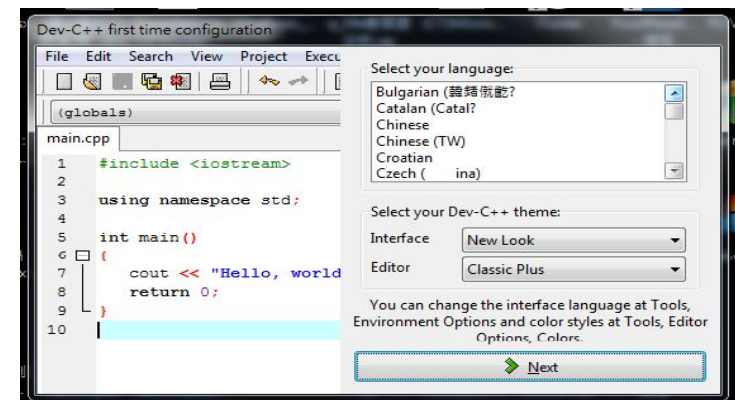 Dev-C++ first time configuration
File Edit Search View Project Execu
(globals)
main.cpp
1 #include <iostream>
2
3 using namespace std;
4
5 int main()
6 {
7 cout << "Hello, world
8 return 0;
9 }
10
Select your language:
Bulgarian (
Catalan (Catal?
Chinese
Chinese (TW)
Croatian
Czech ( ina)
Select your Dev-C++ theme:
Interface New Look
Editor Classic Plus
You can change the interface language at Tools,
Environment Options and color styles at Tools, Editor
Options, Colors.
Next